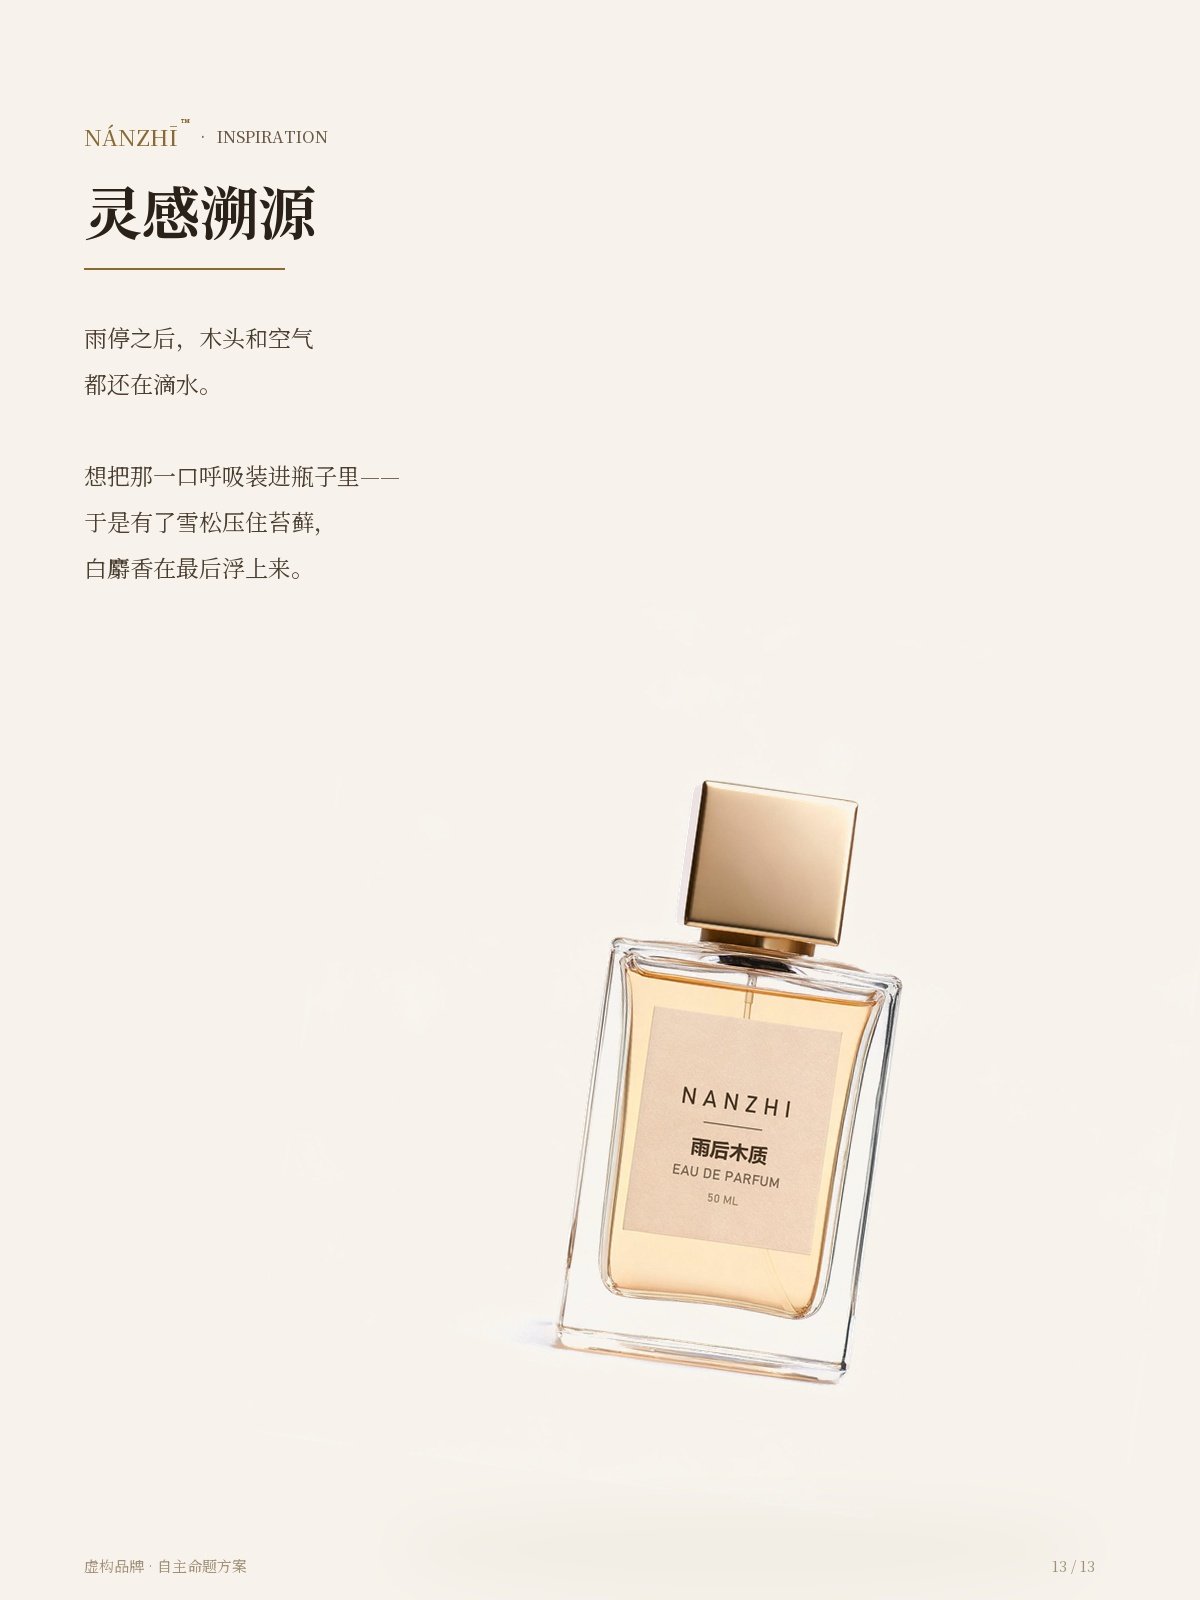 NÁNZHĪ™ · INSPIRATION
灵感溯源
雨停之后，木头和空气
都还在滴水。
想把那一口呼吸装进瓶子里——
于是有了雪松压住苔藓，
白麝香在最后浮上来。
NANZHI
雨后木质
EAU DE PARFUM
50 ML
虚构品牌 · 自主命题方案
13 / 13